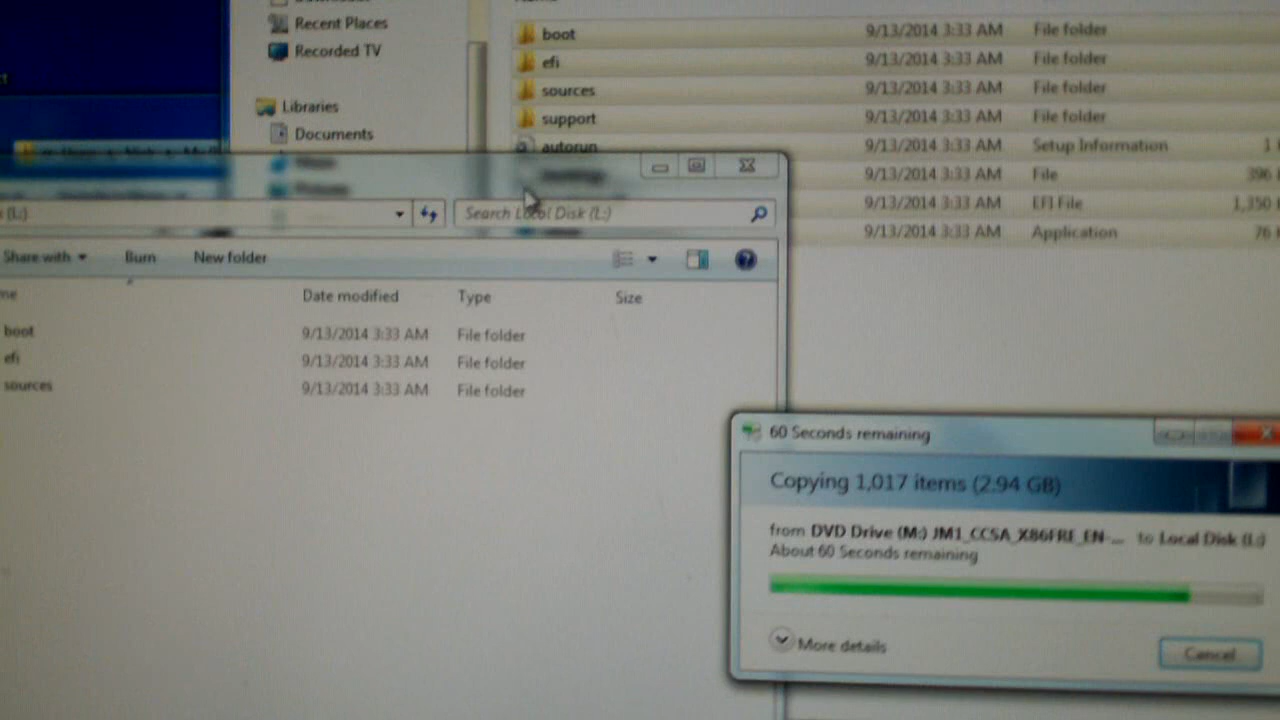 Recent Places
Recorded TV
Libraries
Documents
boot 9/13/2014 3:33 AM File folder
efi 9/13/2014 3:33 AM File folder
sources 9/13/2014 3:33 AM File folder
support 9/13/2014 3:33 AM File folder
autorun 9/13/2014 3:33 AM Setup Information 1
9/13/2014 3:33 AM File 396
9/13/2014 3:33 AM EFI File 1,350
9/13/2014 3:33 AM Application 76
(L:) Search Local Disk (L:)
Share with Burn New folder
me Date modified Type Size
boot 9/13/2014 3:33 AM File folder
efi 9/13/2014 3:33 AM File folder
sources 9/13/2014 3:33 AM File folder
60 Seconds remaining
Copying 1,017 items (2.94 GB)
from DVD Drive (M:) JM1_CCSA_X86FRE_EN-... to Local Disk (L:)
About 60 Seconds remaining
More details
Cancel